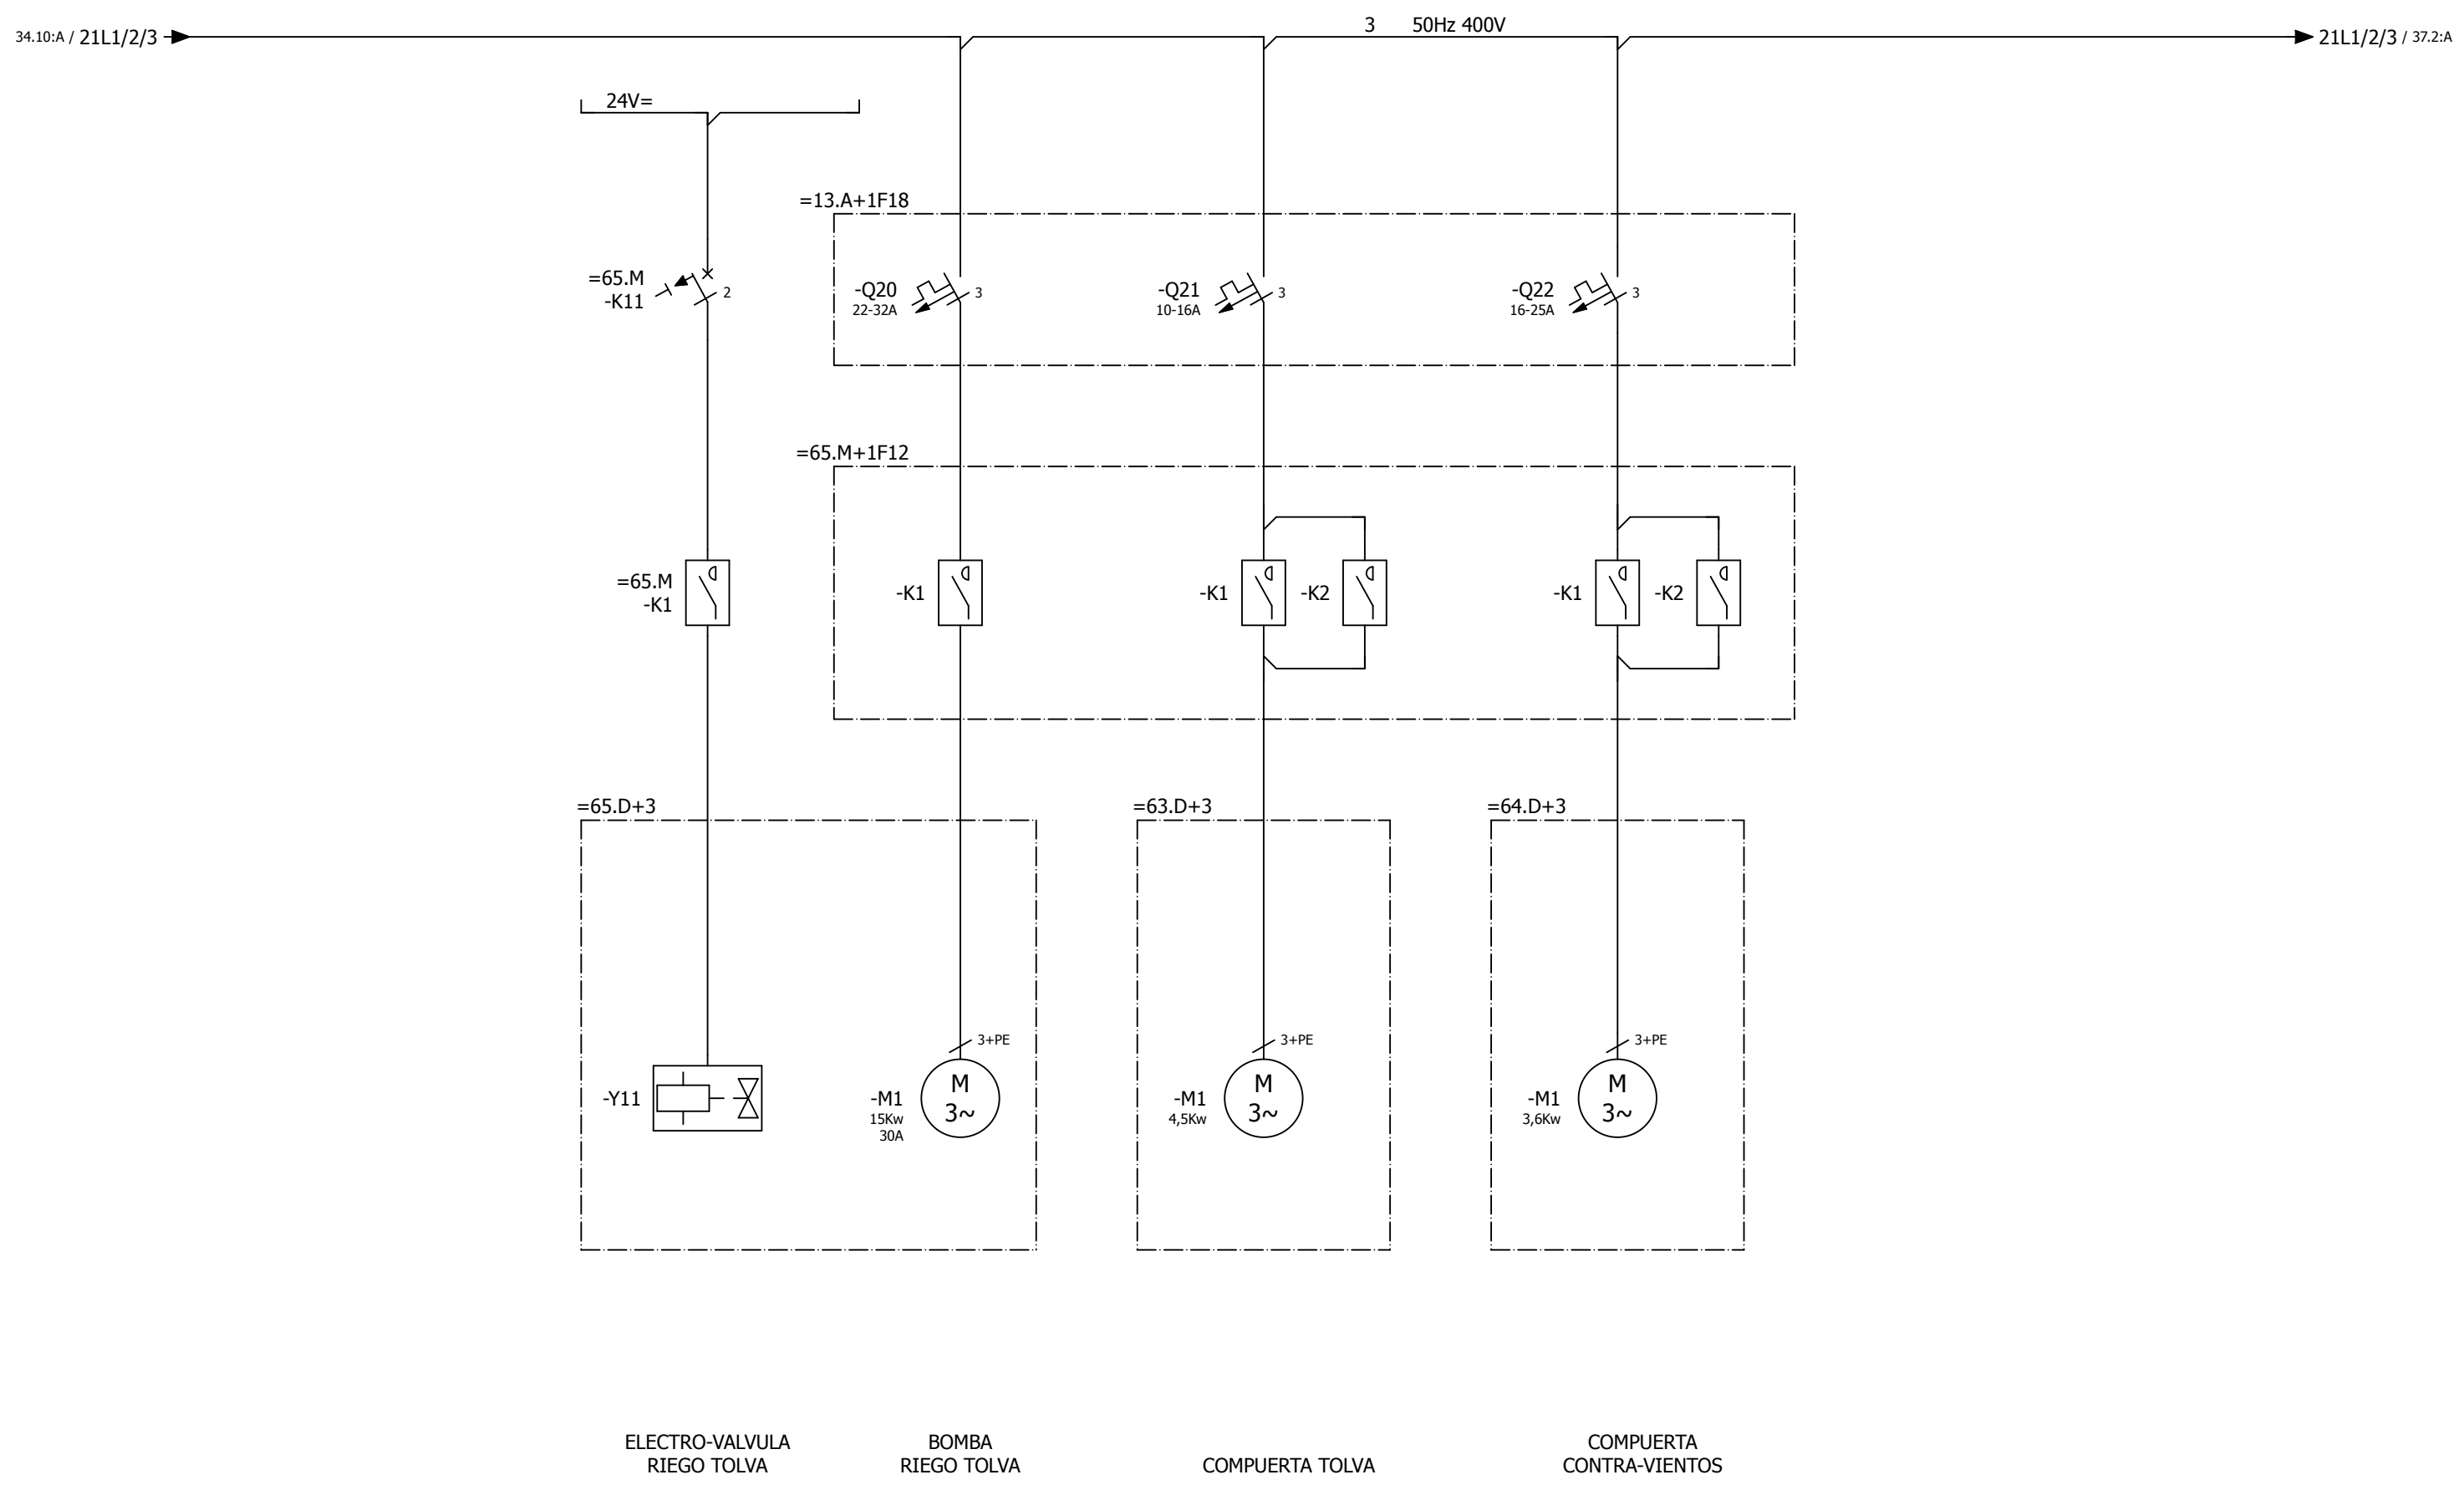 3 50Hz 400V
34.10:A / 21L1/2/3
21L1/2/3 / 37.2:A
24V=
=13.A+1F18
=65.M
-K11
2
-Q20
22-32A
3
-Q21
10-16A
3
-Q22
16-25A
3
=65.M+1F12
=65.M
-K1
-K1
-K1
-K2
-K1
-K2
=65.D+3
=63.D+3
=64.D+3
-Y11
3+PE
-M1
15Kw
30A
M
3~
3+PE
-M1
4,5Kw
M
3~
3+PE
-M1
3,6Kw
M
3~
ELECTRO-VALVULA
RIEGO TOLVA
BOMBA
RIEGO TOLVA
COMPUERTA TOLVA
COMPUERTA
CONTRA-VIENTOS